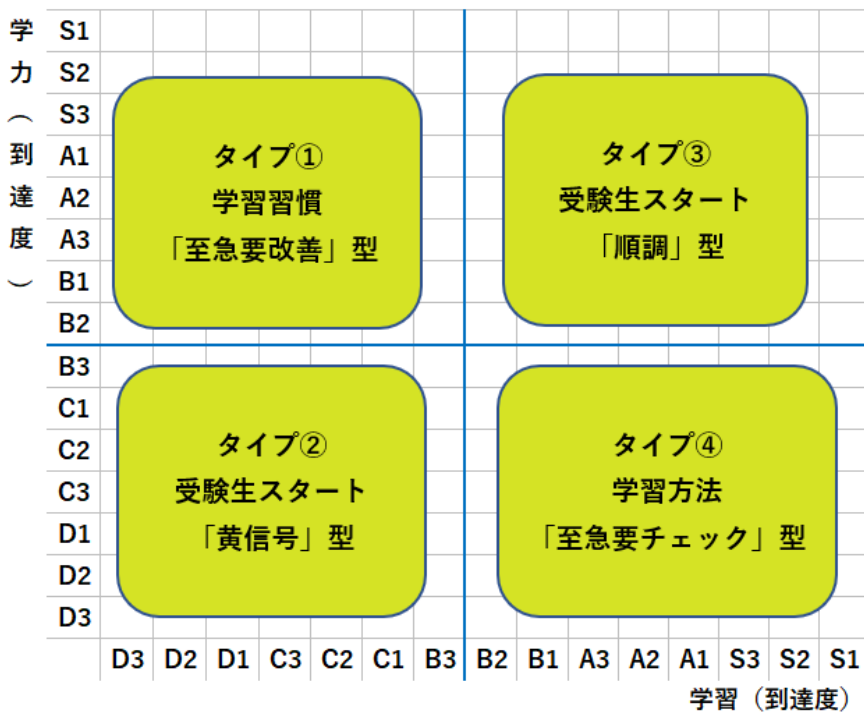 学力（到達度）
S1
S2
S3
A1
A2
A3
B1
B2
B3
C1
C2
C3
D1
D2
D3
タイプ①
学習習慣
「至急要改善」型
タイプ③
受験生スタート
「順調」型
タイプ②
受験生スタート
「黄信号」型
タイプ④
学習方法
「至急要チェック」型
D3 D2 D1 C3 C2 C1 B3 B2 B1 A3 A2 A1 S3 S2 S1
学習（到達度）